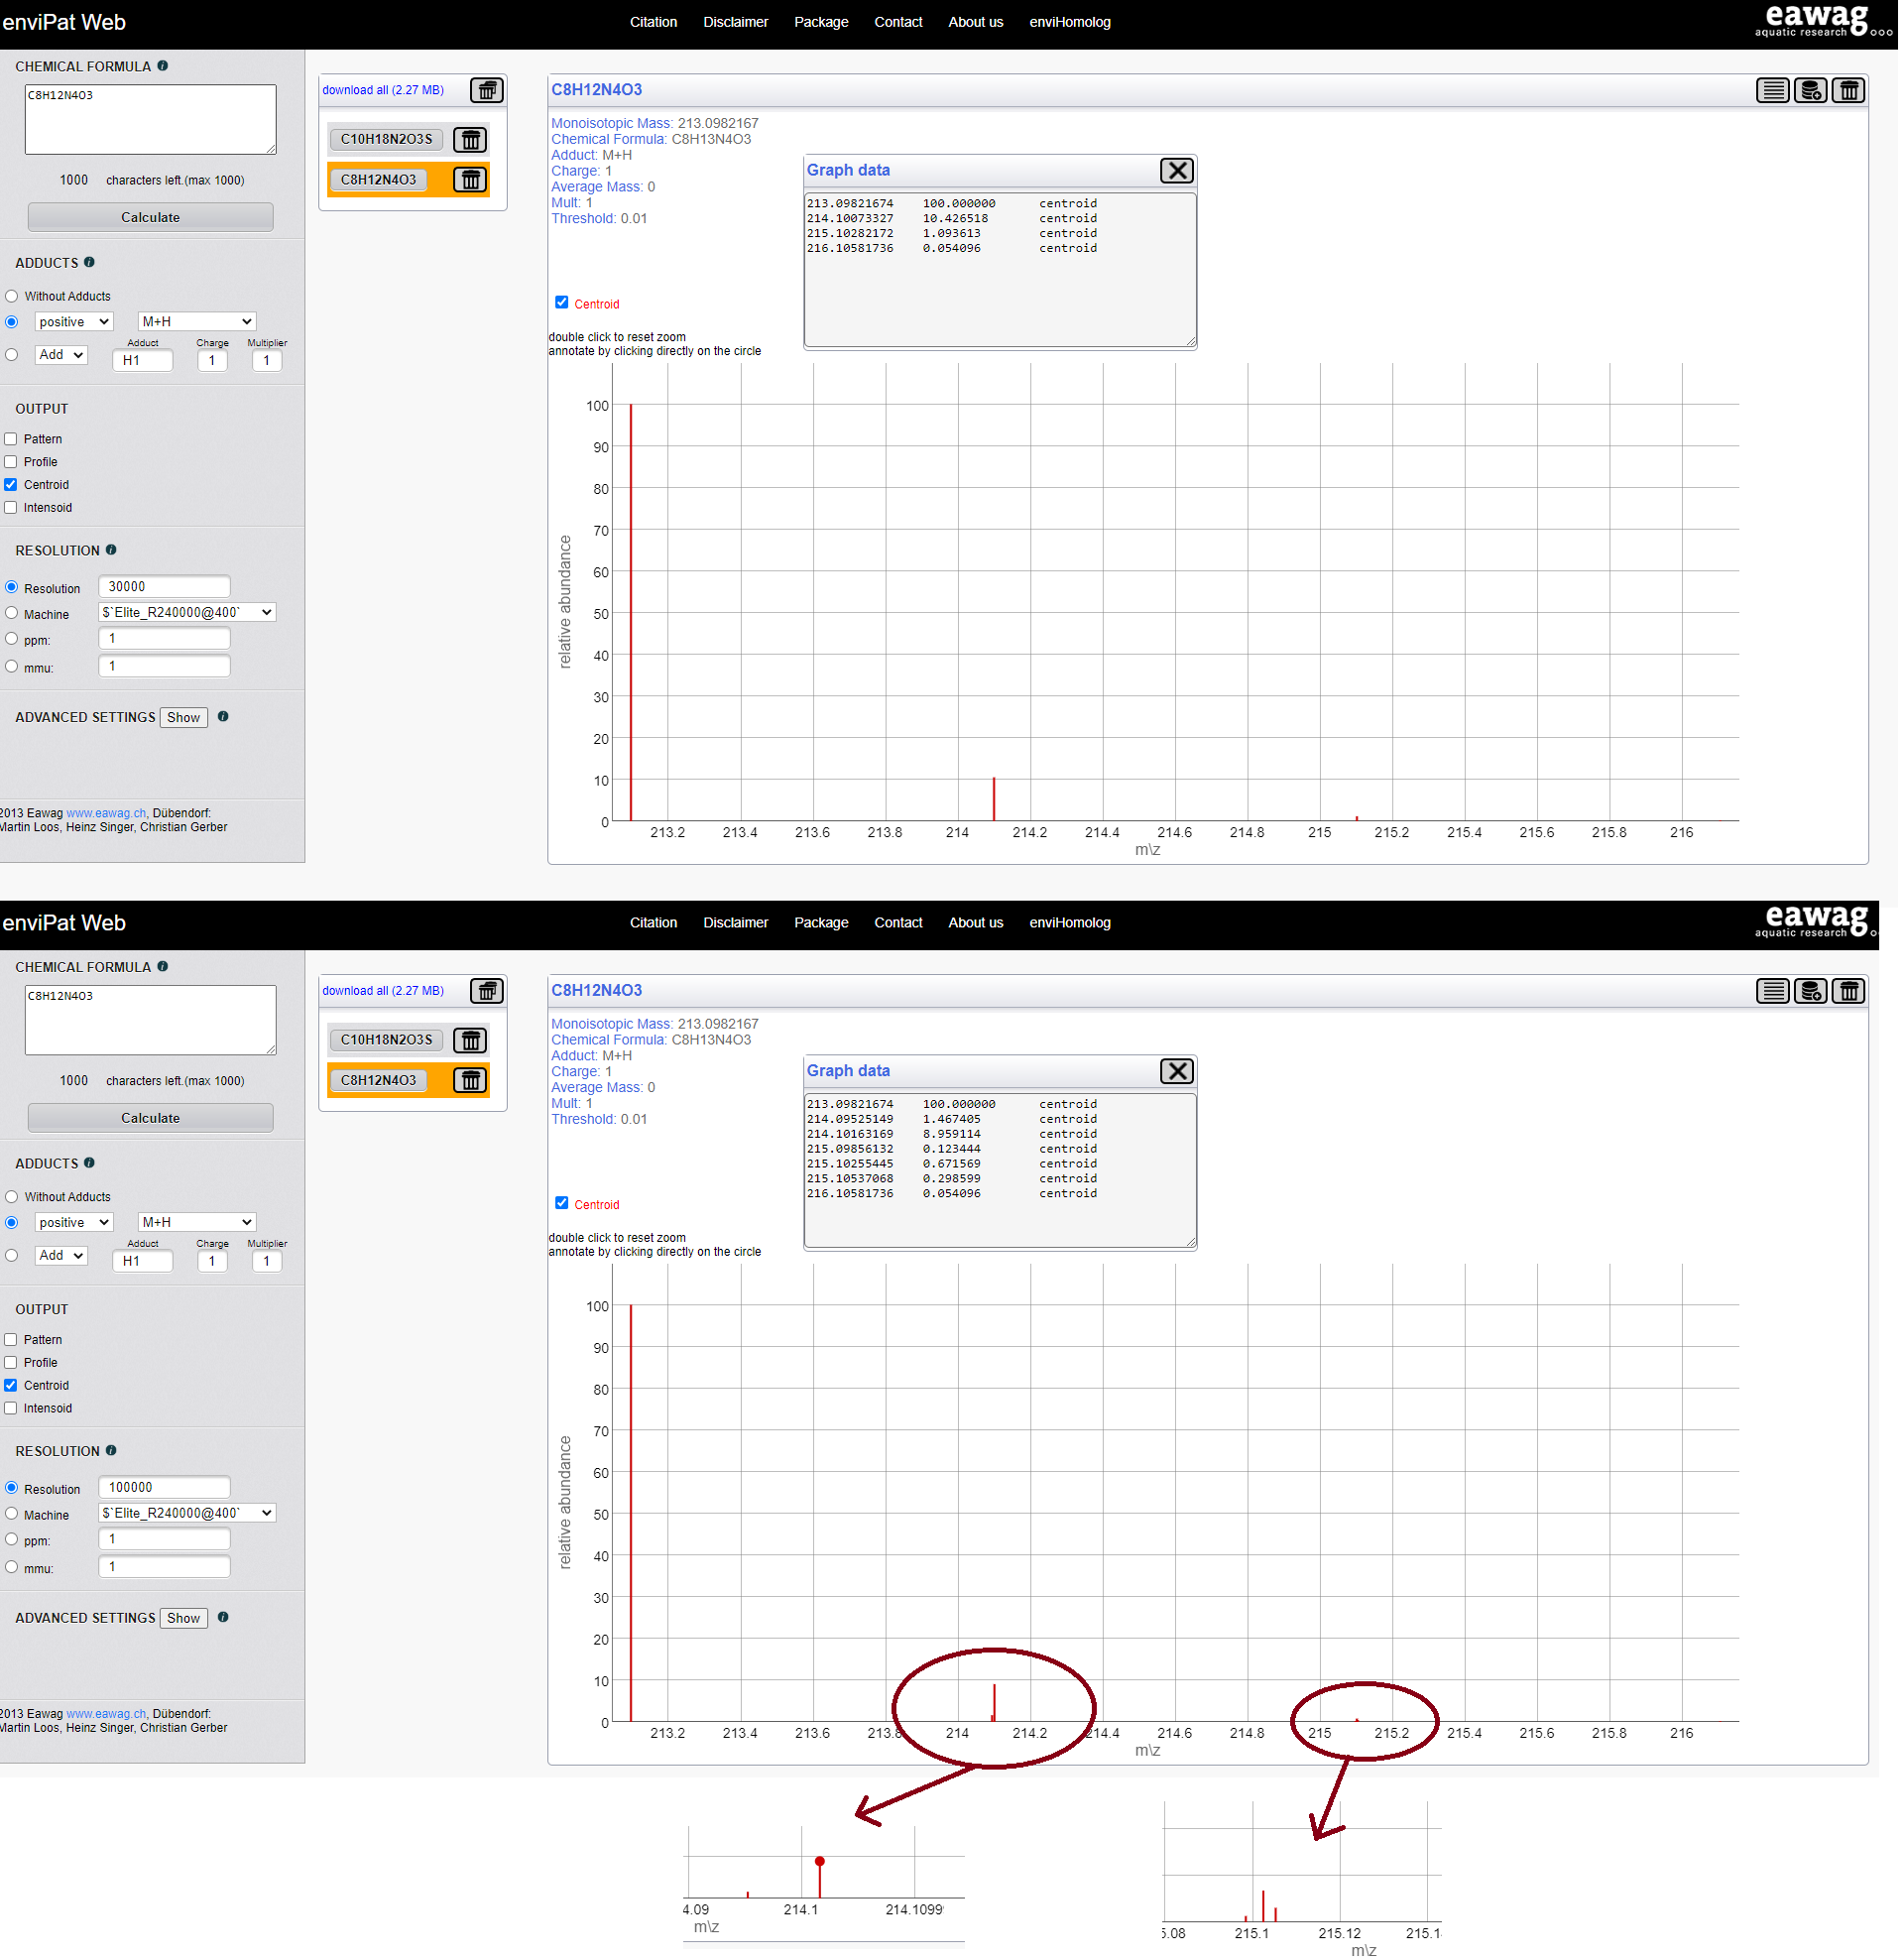 enviPat Web
Citation Disclaimer Package Contact About us enviHomolog
eawag
aquatic research
CHEMICAL FORMULA
C8H12N4O3
1000 characters left.(max 1000)
Calculate
ADDUCTS
Without Adducts
positive M+H
Adduct Charge Multiplier
Add H1 1 1
OUTPUT
Pattern
Profile
Centroid
Intensoid
RESOLUTION
Resolution 30000
Machine $`Elite_R240000@400`
ppm: 1
mmu: 1
ADVANCED SETTINGS Show
2013 Eawag www.eawag.ch, Dübendorf:
Martin Loos, Heinz Singer, Christian Gerber
download all (2.27 MB)
C10H18N2O3S
C8H12N4O3
C8H12N4O3
Monoisotopic Mass: 213.0982167
Chemical Formula: C8H13N4O3
Adduct: M+H
Charge: 1
Average Mass: 0
Mult: 1
Threshold: 0.01
Graph data
213.09821674 100.000000 centroid
214.10073327 10.426518 centroid
215.10282172 1.093613 centroid
216.10581736 0.054096 centroid
Centroid
double click to reset zoom
annotate by clicking directly on the circle
relative abundance
100
90
80
70
60
50
40
30
20
10
0
213.2 213.4 213.6 213.8 214 214.2 214.4 214.6 214.8 215 215.2 215.4 215.6 215.8 216
m\z
enviPat Web
Citation Disclaimer Package Contact About us enviHomolog
eawag
aquatic research
CHEMICAL FORMULA
C8H12N4O3
1000 characters left.(max 1000)
Calculate
ADDUCTS
Without Adducts
positive M+H
Adduct Charge Multiplier
Add H1 1 1
OUTPUT
Pattern
Profile
Centroid
Intensoid
RESOLUTION
Resolution 100000
Machine $`Elite_R240000@400`
ppm: 1
mmu: 1
ADVANCED SETTINGS Show
2013 Eawag www.eawag.ch, Dübendorf:
Martin Loos, Heinz Singer, Christian Gerber
download all (2.27 MB)
C10H18N2O3S
C8H12N4O3
C8H12N4O3
Monoisotopic Mass: 213.0982167
Chemical Formula: C8H13N4O3
Adduct: M+H
Charge: 1
Average Mass: 0
Mult: 1
Threshold: 0.01
Graph data
213.09821674 100.000000 centroid
214.09525149 1.467405 centroid
214.10163169 8.959114 centroid
215.09856132 0.123444 centroid
215.10255445 0.671569 centroid
215.10537068 0.298599 centroid
216.10581736 0.054096 centroid
Centroid
double click to reset zoom
annotate by clicking directly on the circle
relative abundance
100
90
80
70
60
50
40
30
20
10
0
213.2 213.4 213.6 213.8 214 214.2 214.4 214.6 214.8 215 215.2 215.4 215.6 215.8 216
m\z
4.09 214.1 214.1099
m\z
5.08 215.1 215.12 215.1
m\z